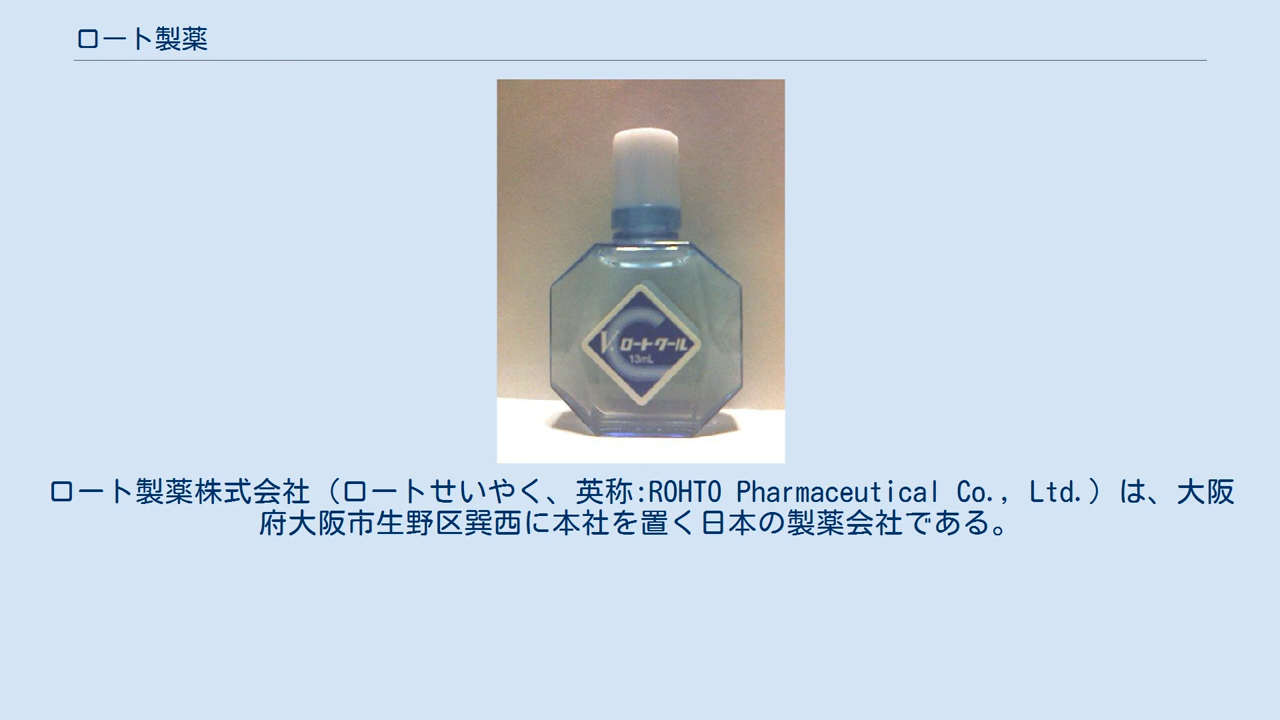 ロート製薬
V.ロートクール
13mL
ロート製薬株式会社（ロートせいやく、英称:ROHTO Pharmaceutical Co., Ltd.）は、大阪
府大阪市生野区巽西に本社を置く日本の製薬会社である。